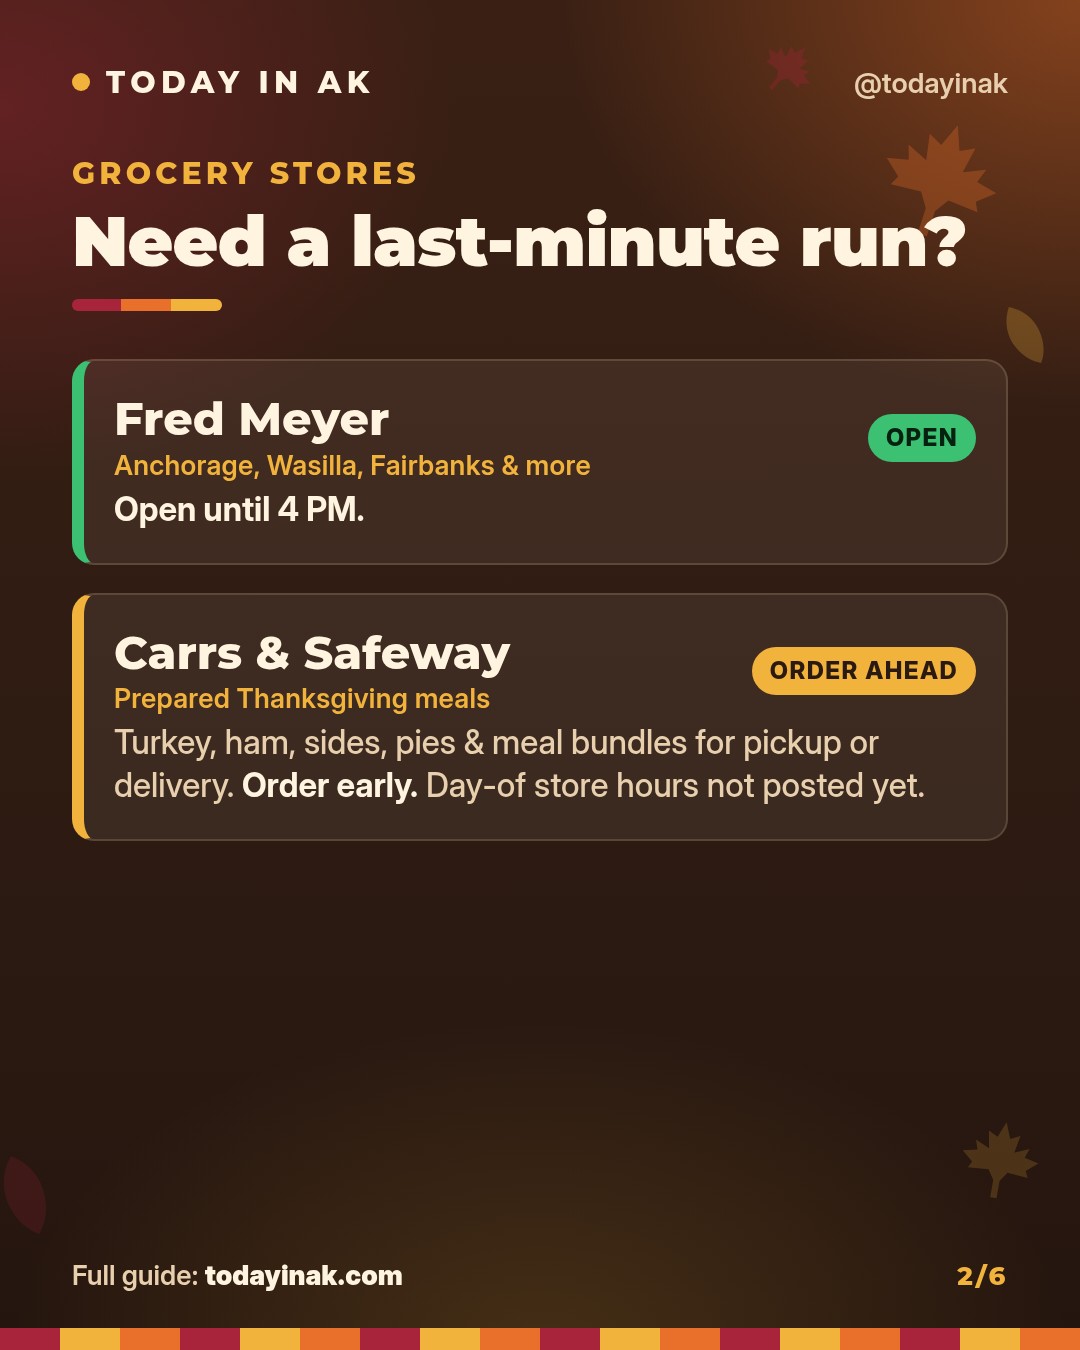 TODAY IN AK
@todayinak
GROCERY STORES
Need a last-minute run?
Fred Meyer
OPEN
Anchorage, Wasilla, Fairbanks & more
Open until 4 PM.
Carrs & Safeway
ORDER AHEAD
Prepared Thanksgiving meals
Turkey, ham, sides, pies & meal bundles for pickup or
delivery. Order early. Day-of store hours not posted yet.
Full guide: todayinak.com
2/6